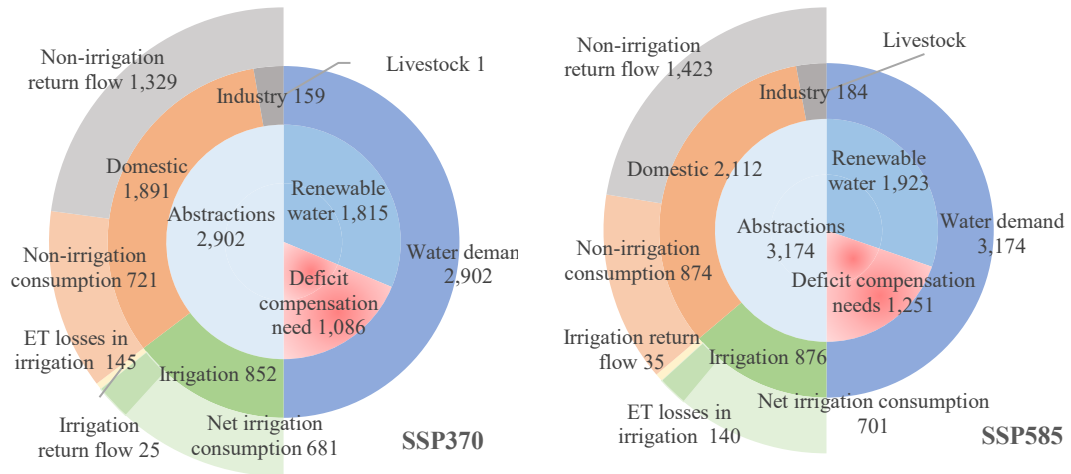 Non-irrigation
return flow 1,329
Livestock 1
Industry 159
Domestic
1,891
Renewable
water 1,815
Abstractions
2,902
Water deman
2,902
Non-irrigation
consumption 721
Deficit
compensation
need 1,086
ET losses in
irrigation 145
Irrigation 852
Irrigation
return flow 25
Net irrigation
consumption 681
SSP370
Non-irrigation
return flow 1,423
Livestock
Industry 184
Domestic 2,112
Renewable
water 1,923
Abstractions
3,174
Water demand
3,174
Non-irrigation
consumption 874
Deficit compensation
needs 1,251
Irrigation return
flow 35
Irrigation 876
ET losses in
irrigation 140
Net irrigation consumption
701
SSP585